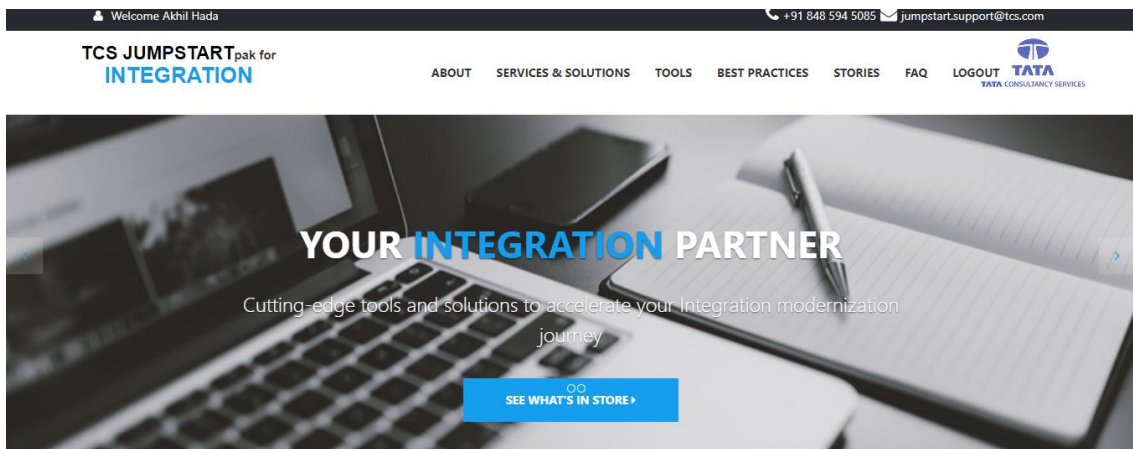 Welcome Akhil Hada
+91 848 594 5085 jumpstart.support@tcs.com
TCS JUMPSTARTpak for
INTEGRATION
ABOUT SERVICES & SOLUTIONS TOOLS BEST PRACTICES STORIES FAQ LOGOUT
TATA
TATA CONSULTANCY SERVICES
YOUR INTEGRATION PARTNER
Cutting-edge tools and solutions to accelerate your Integration modernization
journey
SEE WHAT'S IN STORE